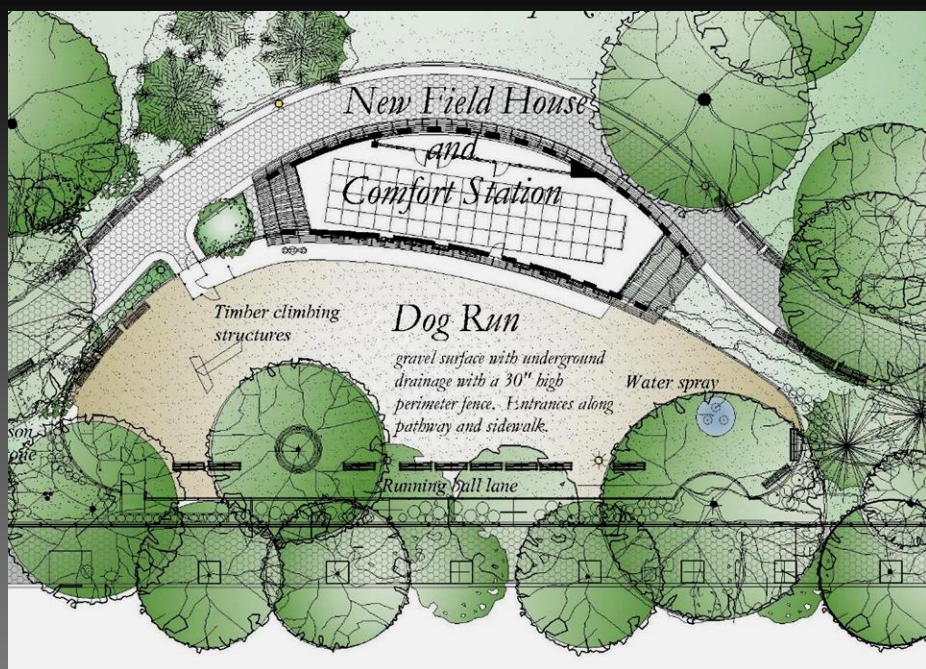 New Field House
and
Comfort Station
Timber climbing
structures
Dog Run
gravel surface with underground
drainage with a 30" high
perimeter fence. Entrances along
pathway and sidewalk.
Water spray
Running ball lane
son